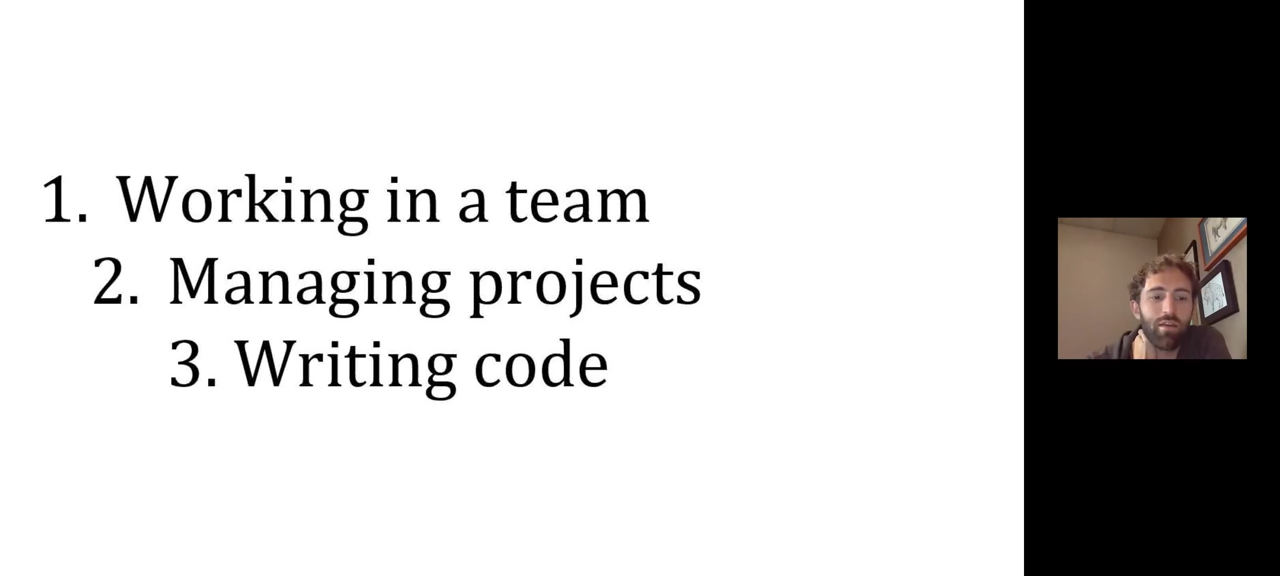 1. Working in a team
2. Managing projects
3. Writing code